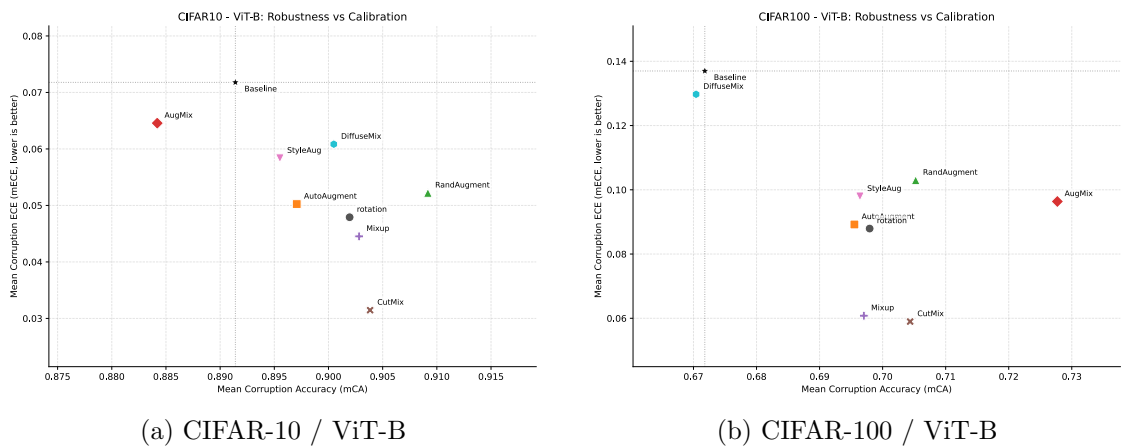 CIFAR10 - ViT-B: Robustness vs Calibration
Mean Corruption ECE (mECE, lower is better)
0.08
0.07
0.06
0.05
0.04
0.03
Baseline
AugMix
DiffuseMix
StyleAug
RandAugment
AutoAugment
rotation
Mixup
CutMix
0.875
0.880
0.885
0.890
0.895
0.900
0.905
0.910
0.915
Mean Corruption Accuracy (mCA)
(a) CIFAR-10 / ViT-B
CIFAR100 - ViT-B: Robustness vs Calibration
Mean Corruption ECE (mECE, lower is better)
0.14
0.12
0.10
0.08
0.06
Baseline
DiffuseMix
RandAugment
StyleAug
AugMix
AutoAugment
rotation
Mixup
CutMix
0.67
0.68
0.69
0.70
0.71
0.72
0.73
Mean Corruption Accuracy (mCA)
(b) CIFAR-100 / ViT-B